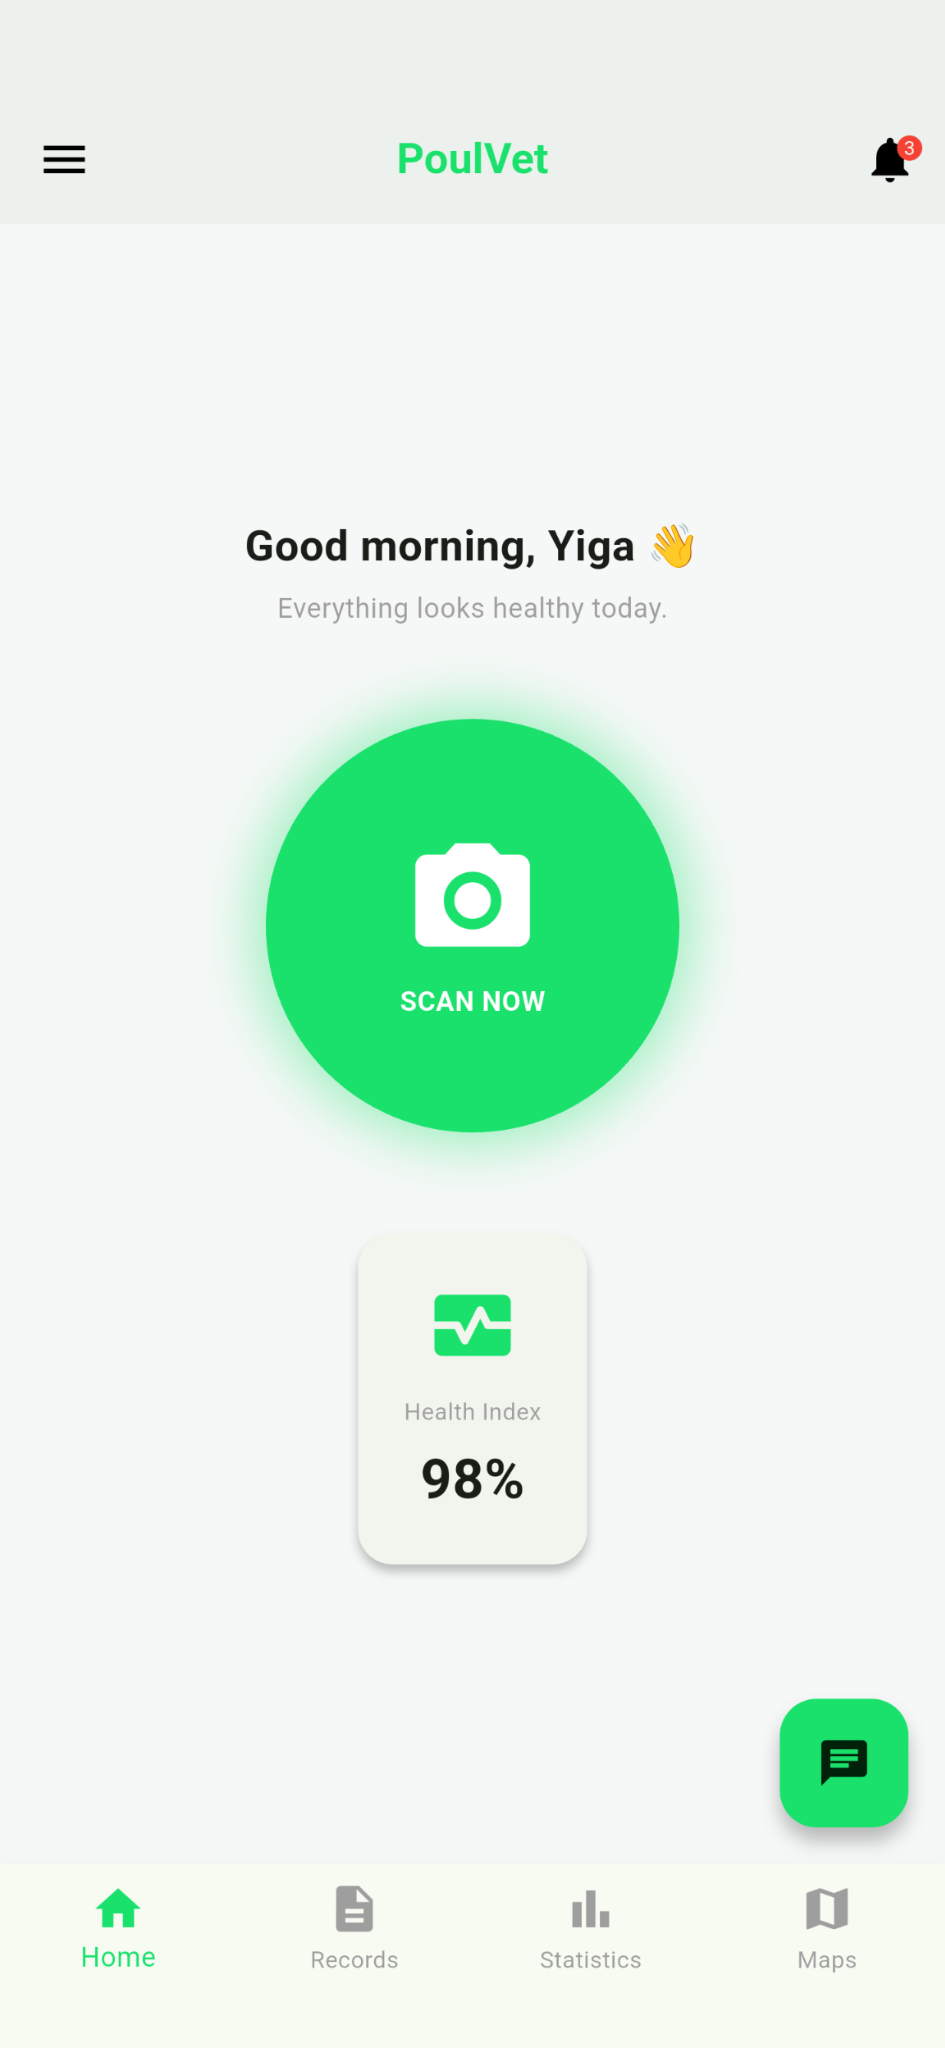 PoulVet
3
Good morning, Yiga 👋
Everything looks healthy today.
SCAN NOW
Health Index
98%
Home
Records
Statistics
Maps